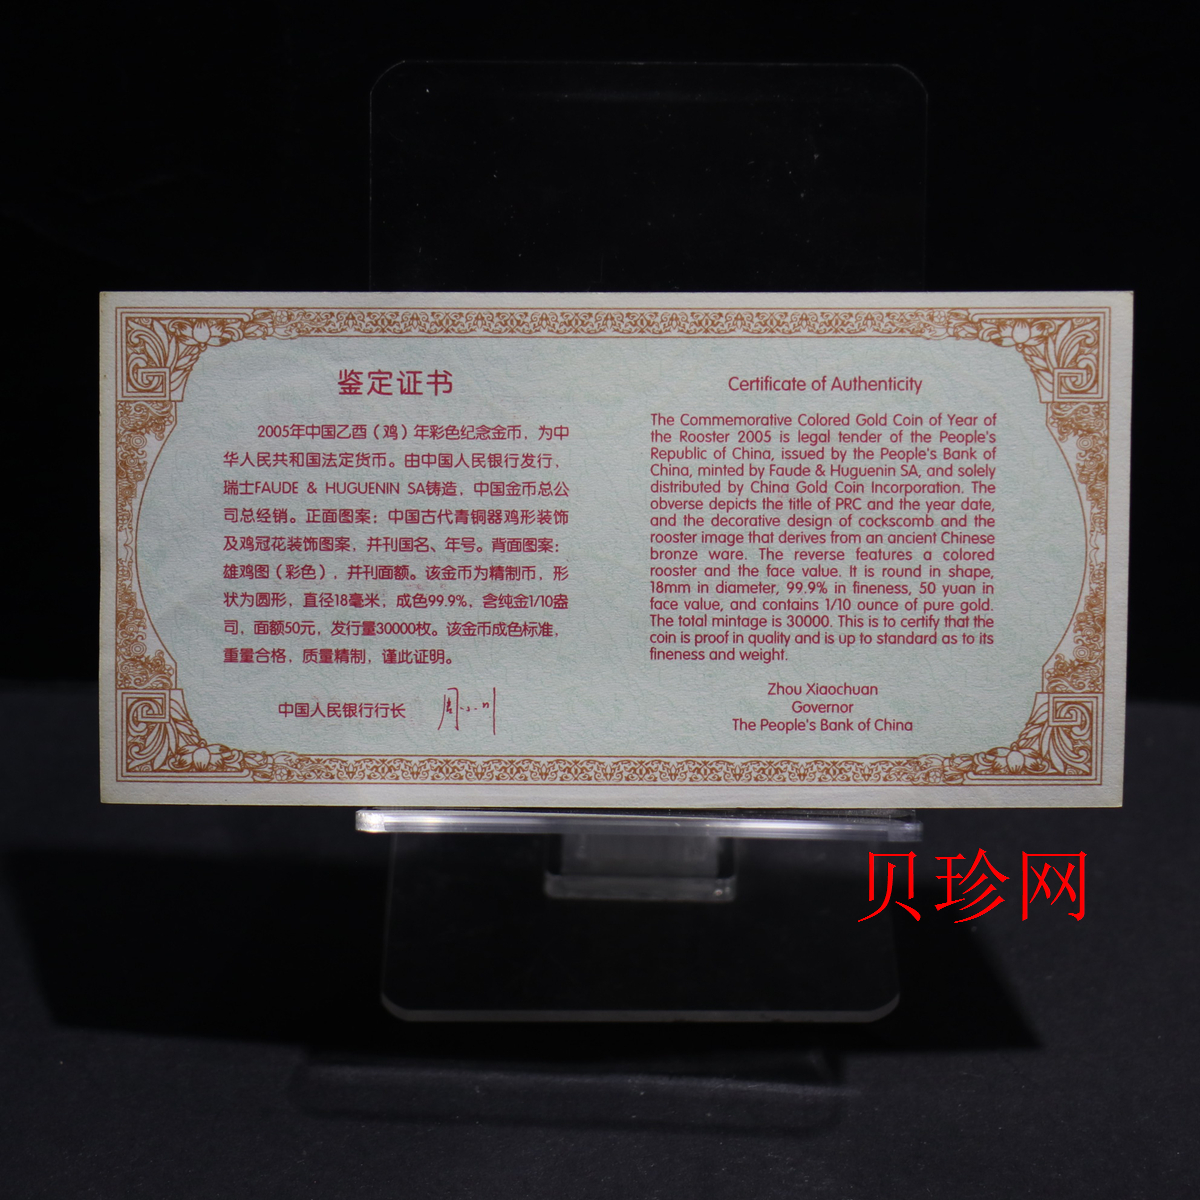 鉴定证书
2005年中国乙酉（鸡）年彩色纪念金币，为中
华人民共和国法定货币。由中国人民银行发行，
瑞士FAUDE & HUGUENIN SA铸造，中国金币总公
司总经销。正面图案：中国古代青铜器鸡形装饰
及鸡冠花装饰图案，并刊国名、年号。背面图案：
雄鸡图（彩色），并刊面额。该金币为精制币，形
状为圆形，直径18毫米，成色99.9%，含纯金1/10盎
司，面额50元，发行量30000枚。该金币成色标准，
重量合格，质量精制，谨此证明。
中国人民银行行长 周小川
Certificate of Authenticity
The Commemorative Colored Gold Coin of Year of
the Rooster 2005 is legal tender of the People's
Republic of China, issued by the People's Bank of
China, minted by Faude & Huguenin SA, and solely
distributed by China Gold Coin Incorporation. The
obverse depicts the title of PRC and the year date,
and the decorative design of cockscomb and the
rooster image that derives from an ancient Chinese
bronze ware. The reverse features a colored
rooster and the face value. It is round in shape,
18mm in diameter, 99.9% in fineness, 50 yuan in
face value, and contains 1/10 ounce of pure gold.
The total mintage is 30000. This is to certify that the
coin is proof in quality and is up to standard as to its
fineness and weight.
Zhou Xiaochuan
Governor
The People's Bank of China
贝珍网